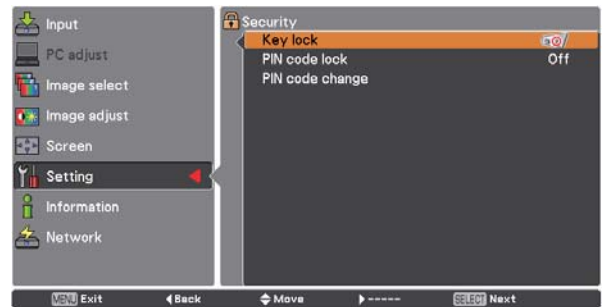 Input
PC adjust
Image select
Image adjust
Screen
Setting
Information
Network
Security
Key lock
PIN code lock Off
PIN code change
MENU Exit Back Move ----- SELECT Next